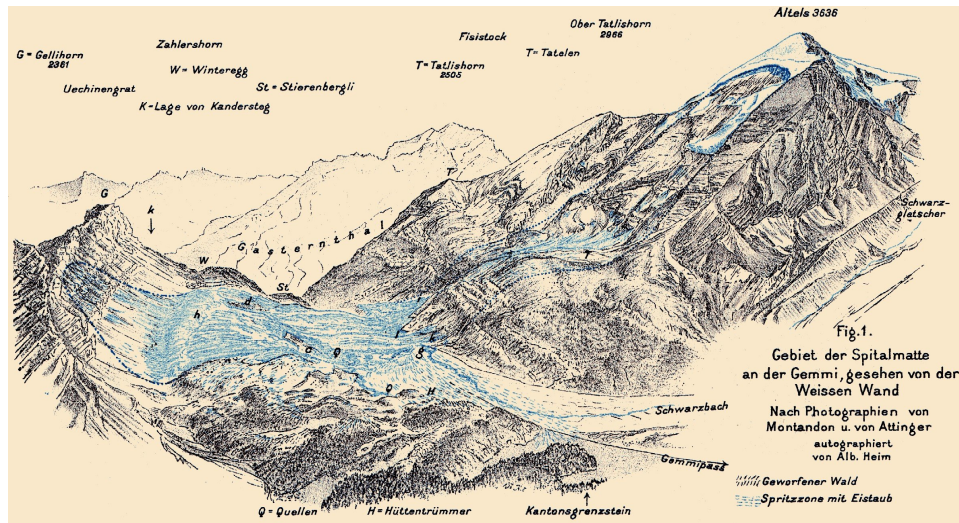 Altels 3636
Ober Tatlishorn
2966
Fisistock
Zahlershorn
G = Gellihorn
2361
T = Tatelen
T = Tatlishorn
2505
W = Winteregg
St = Stierenbergli
Uechinengrat
K = Lage von Kandersteg
T
G
k
Schwarz-
gletscher
Gasternthal
W
T
St
d
h
Fig.1.
c
Q
g
Gebiet der Spitalmatte
an der Gemmi, gesehen von der
Weissen Wand
Q
H
Schwarzbach
Nach Photographien von
Montandon u. von Attinger
autographiert
von Alb. Heim
Gemmipass
Geworfener Wald
Spritzzone mit Eistaub
Q = Quellen
H = Hüttentrümmer
Kantonsgrenzstein